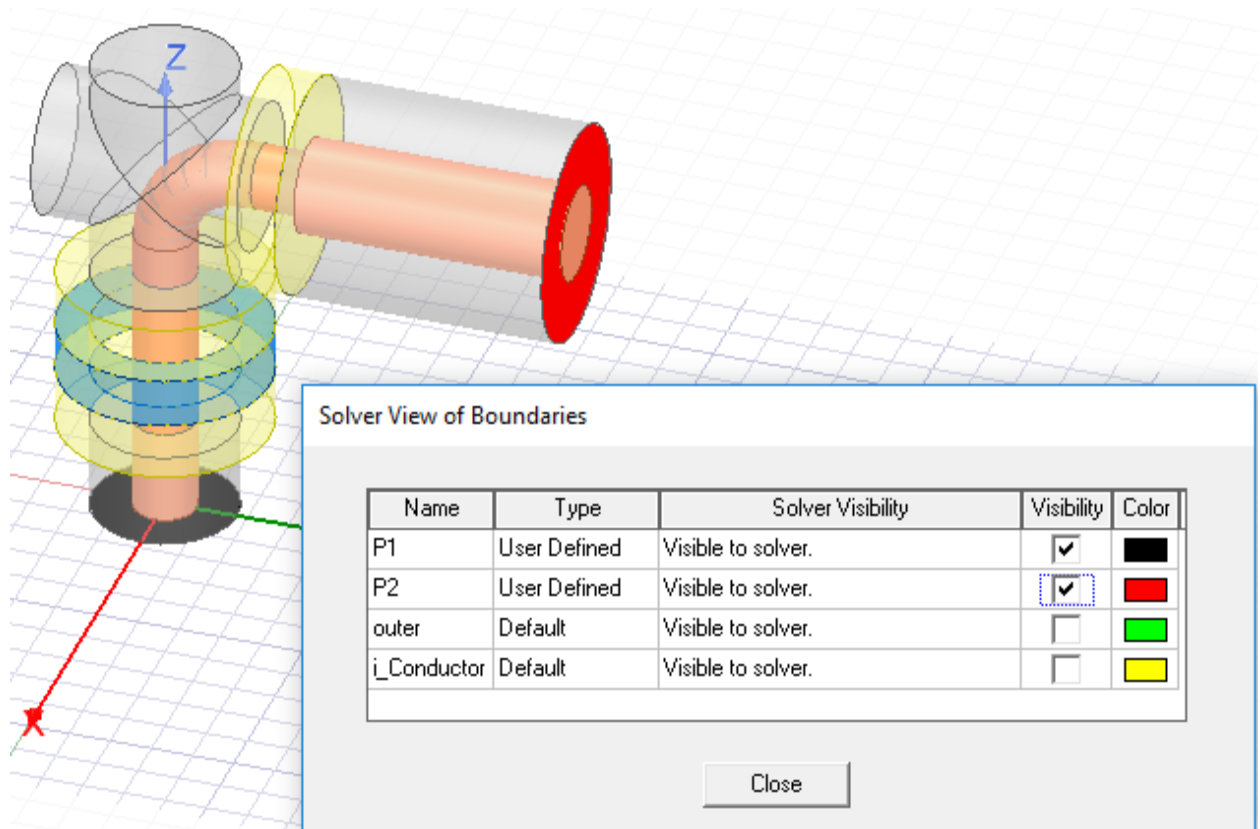 Z
X
Solver View of Boundaries
Name Type Solver Visibility Visibility Color
P1 User Defined Visible to solver.
P2 User Defined Visible to solver.
outer Default Visible to solver.
i_Conductor Default Visible to solver.
Close